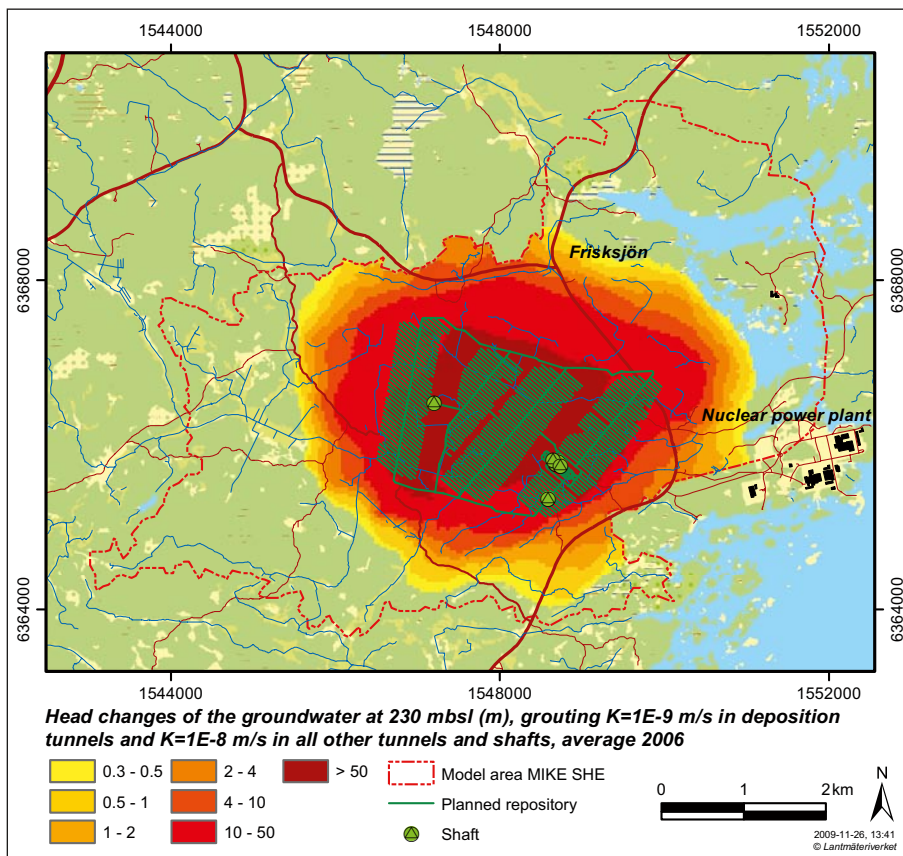 1544000 1548000 1552000
Frisksjön
6368000 6368000
Nuclear power plant
6364000 6364000
1544000 1548000 1552000
Head changes of the groundwater at 230 mbsl (m), grouting K=1E-9 m/s in deposition
tunnels and K=1E-8 m/s in all other tunnels and shafts, average 2006
0.3 - 0.5 2 - 4 > 50 Model area MIKE SHE N
0.5 - 1 4 - 10 Planned repository 0 1 2 km
1 - 2 10 - 50 Shaft
2009-11-26, 13:41
© Lantmäteriverket